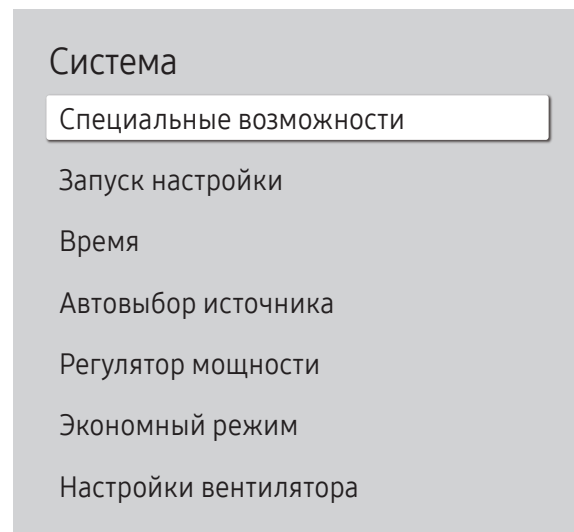 Система
Специальные возможности
Запуск настройки
Время
Автовыбор источника
Регулятор мощности
Экономный режим
Настройки вентилятора